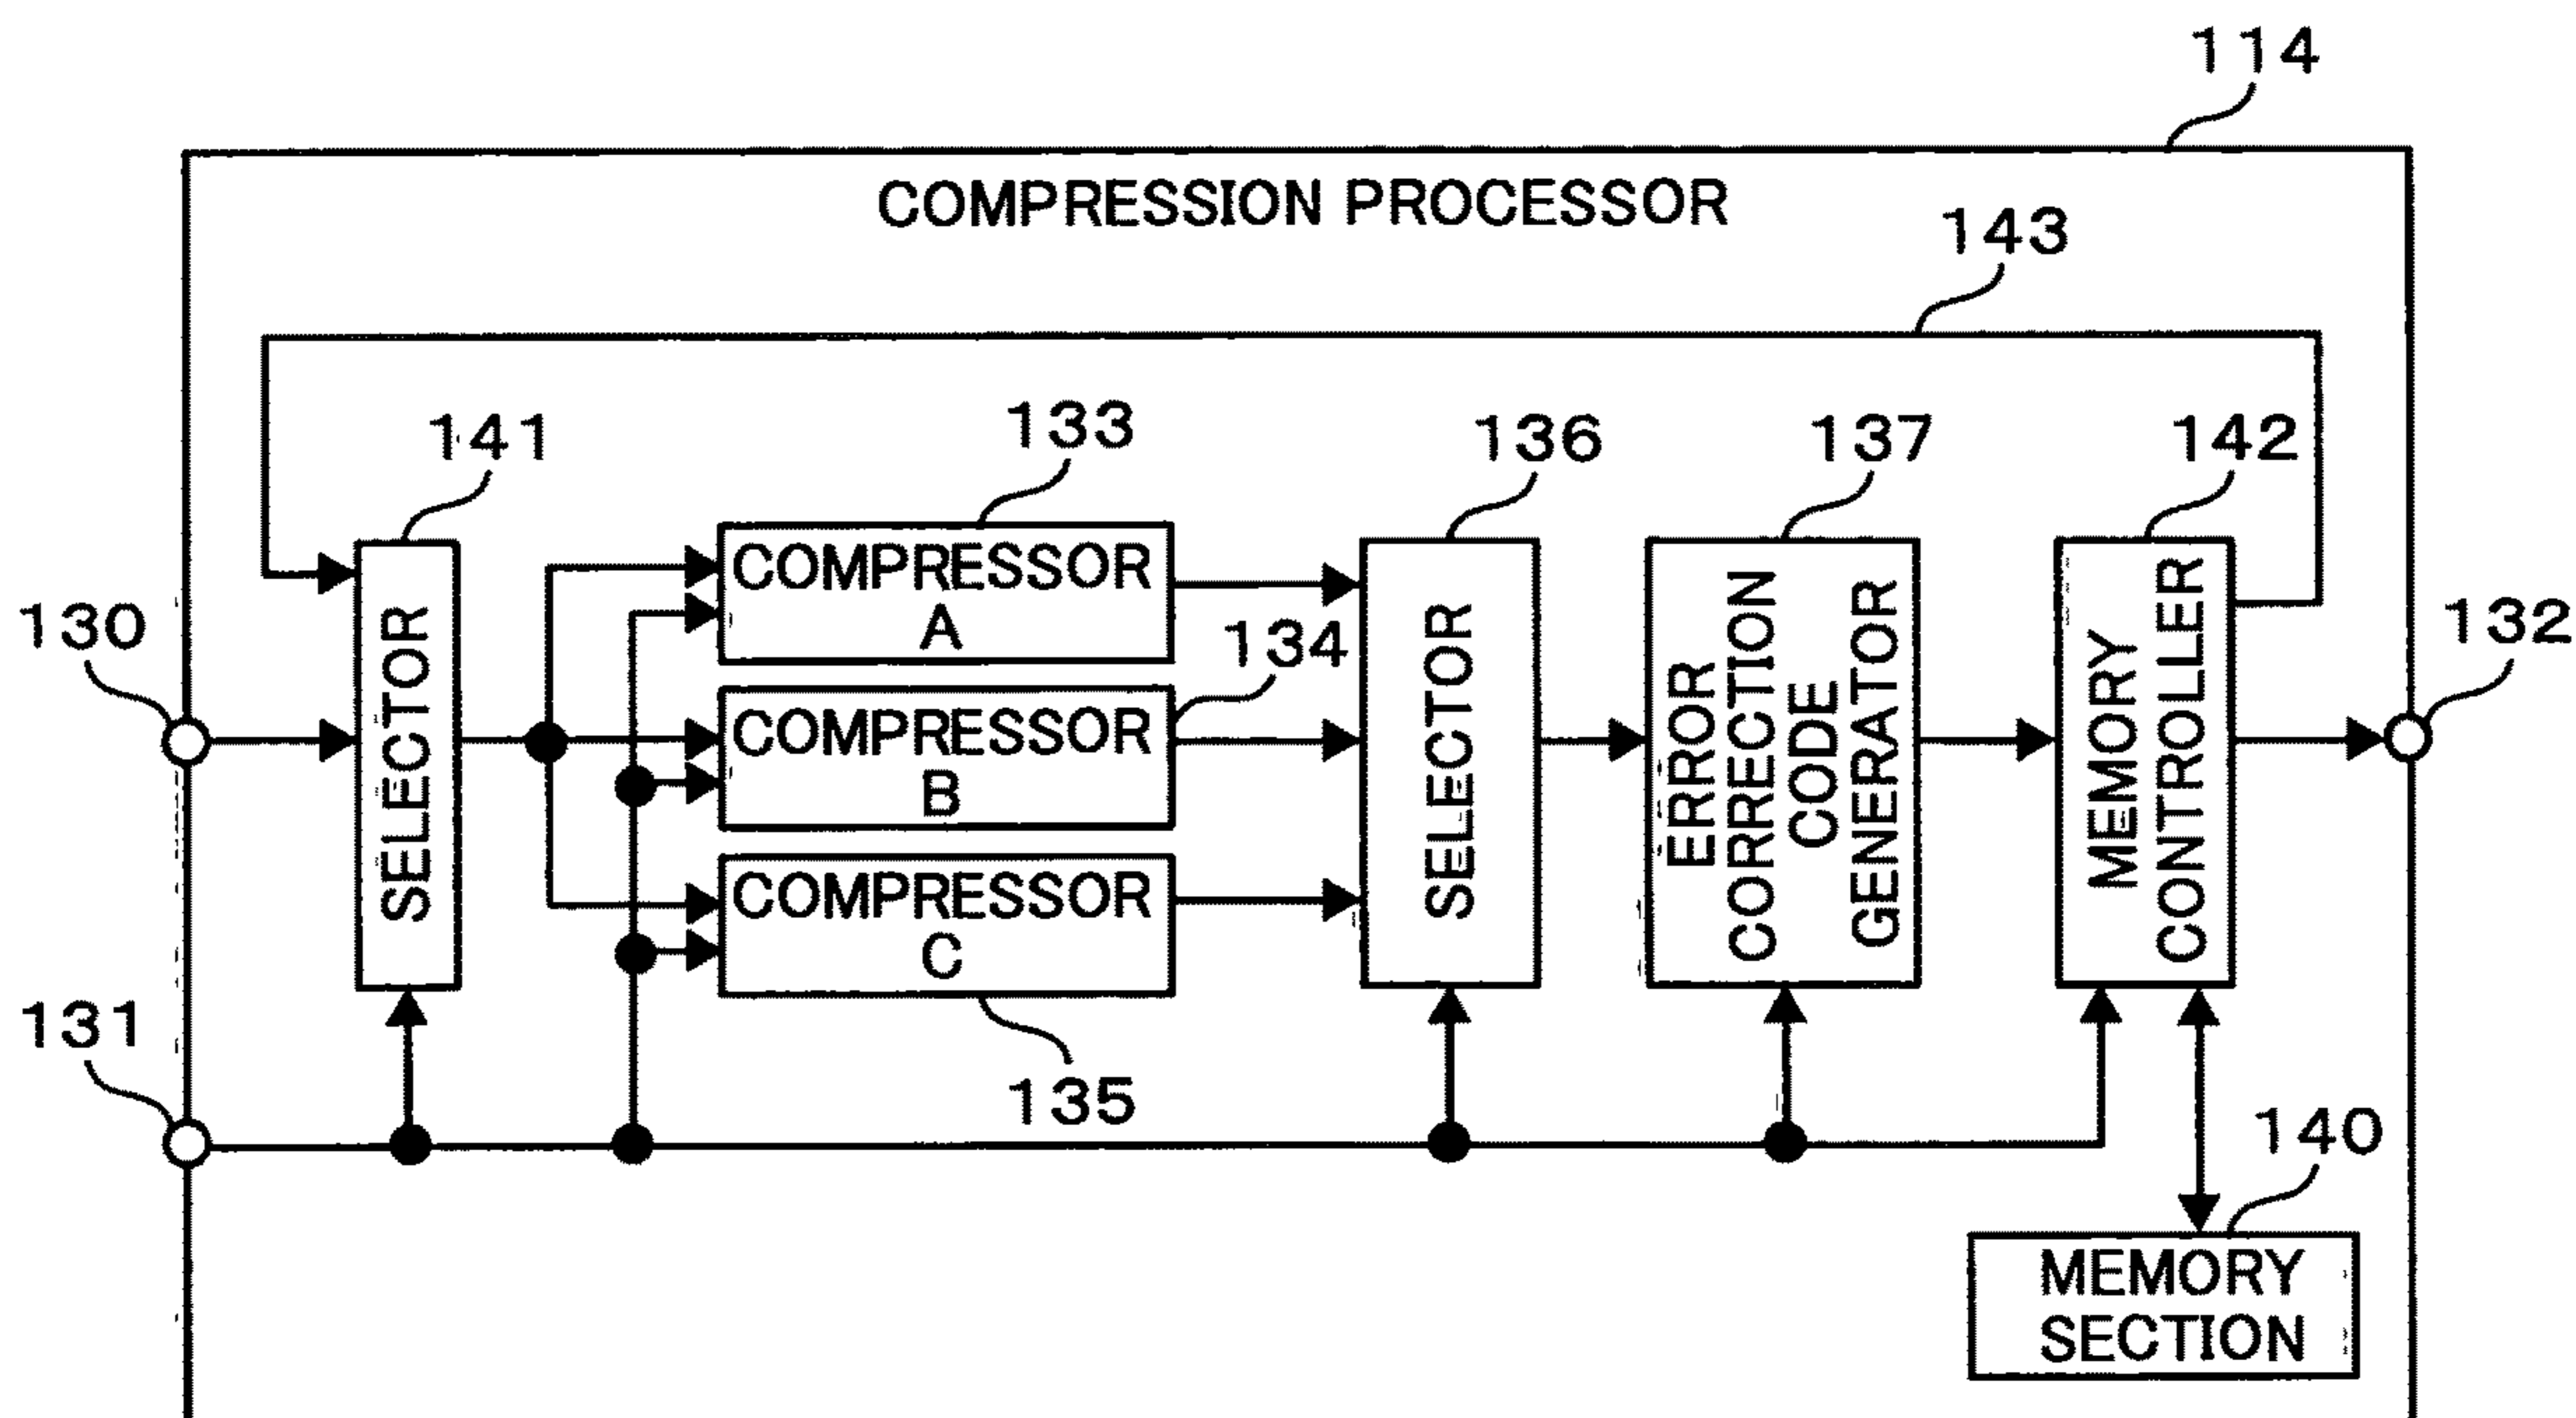 114
COMPRESSION PROCESSOR
143
141
133
136
137
142
130
132
COMPRESSOR
A
134
COMPRESSOR
B
COMPRESSOR
C
SELECTOR
SELECTOR
ERROR
CORRECTION
CODE
GENERATOR
MEMORY
CONTROLLER
131
135
140
MEMORY
SECTION